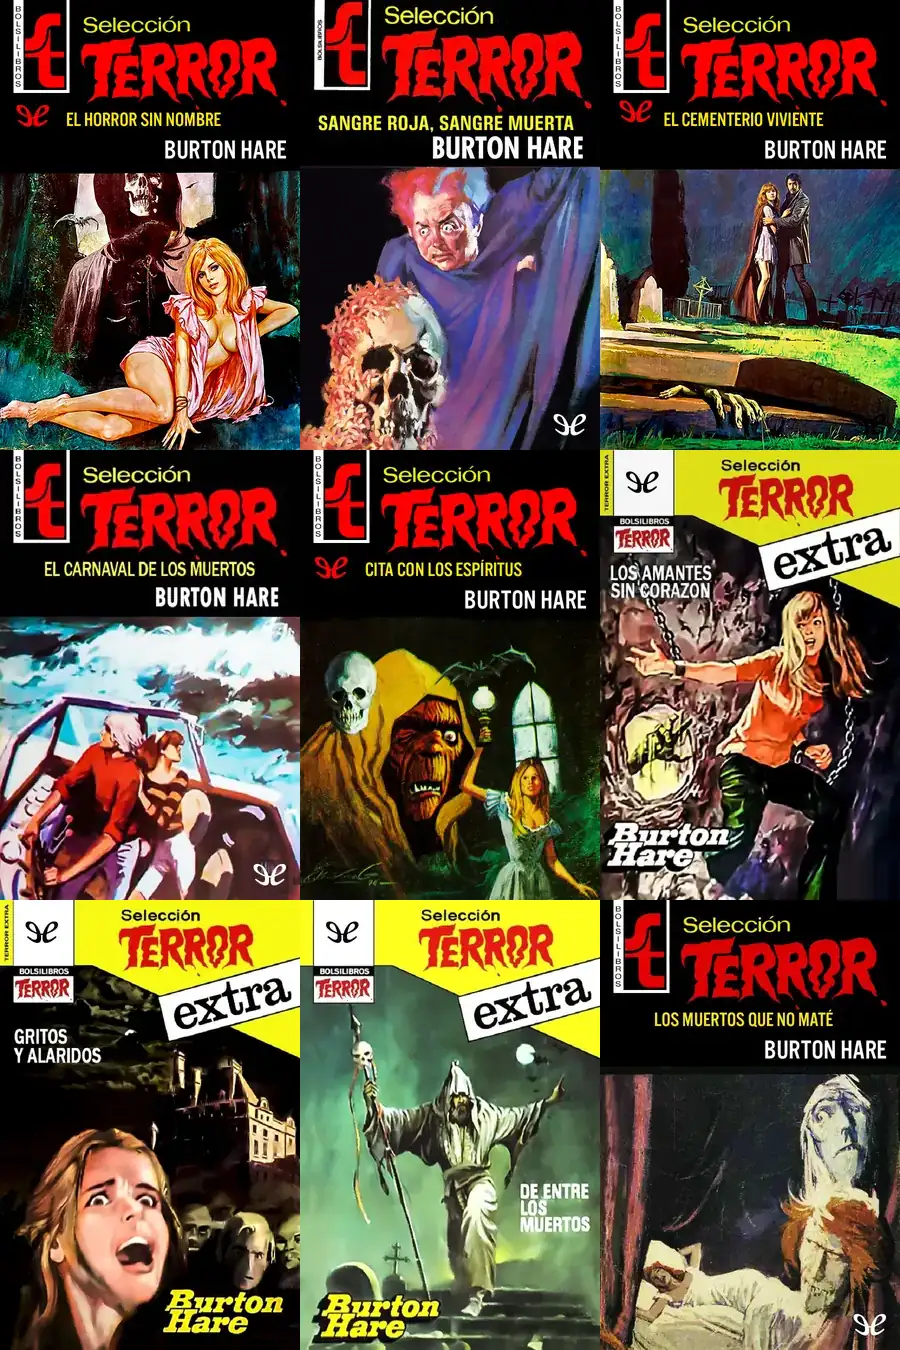 BOLSILIBROS
Selección
TERROR
EL HORROR SIN NOMBRE
BURTON HARE
BOLSILIBROS
Selección
TERROR
SANGRE ROJA, SANGRE MUERTA
BURTON HARE
BOLSILIBROS
Selección
TERROR
EL CEMENTERIO VIVIENTE
BURTON HARE
BOLSILIBROS
Selección
TERROR
EL CARNAVAL DE LOS MUERTOS
BURTON HARE
BOLSILIBROS
Selección
TERROR
CITA CON LOS ESPÍRITUS
BURTON HARE
TERROR EXTRA
Selección
TERROR
extra
BOLSILIBROS
TERROR
LOS AMANTES
SIN CORAZON
Burton
Hare
TERROR EXTRA
Selección
TERROR
extra
BOLSILIBROS
TERROR
GRITOS
Y ALARIDOS
Burton
Hare
Selección
TERROR
extra
BOLSILIBROS
TERROR
DE ENTRE
LOS
MUERTOS
Burton
Hare
BOLSILIBROS
Selección
TERROR
LOS MUERTOS QUE NO MATÉ
BURTON HARE